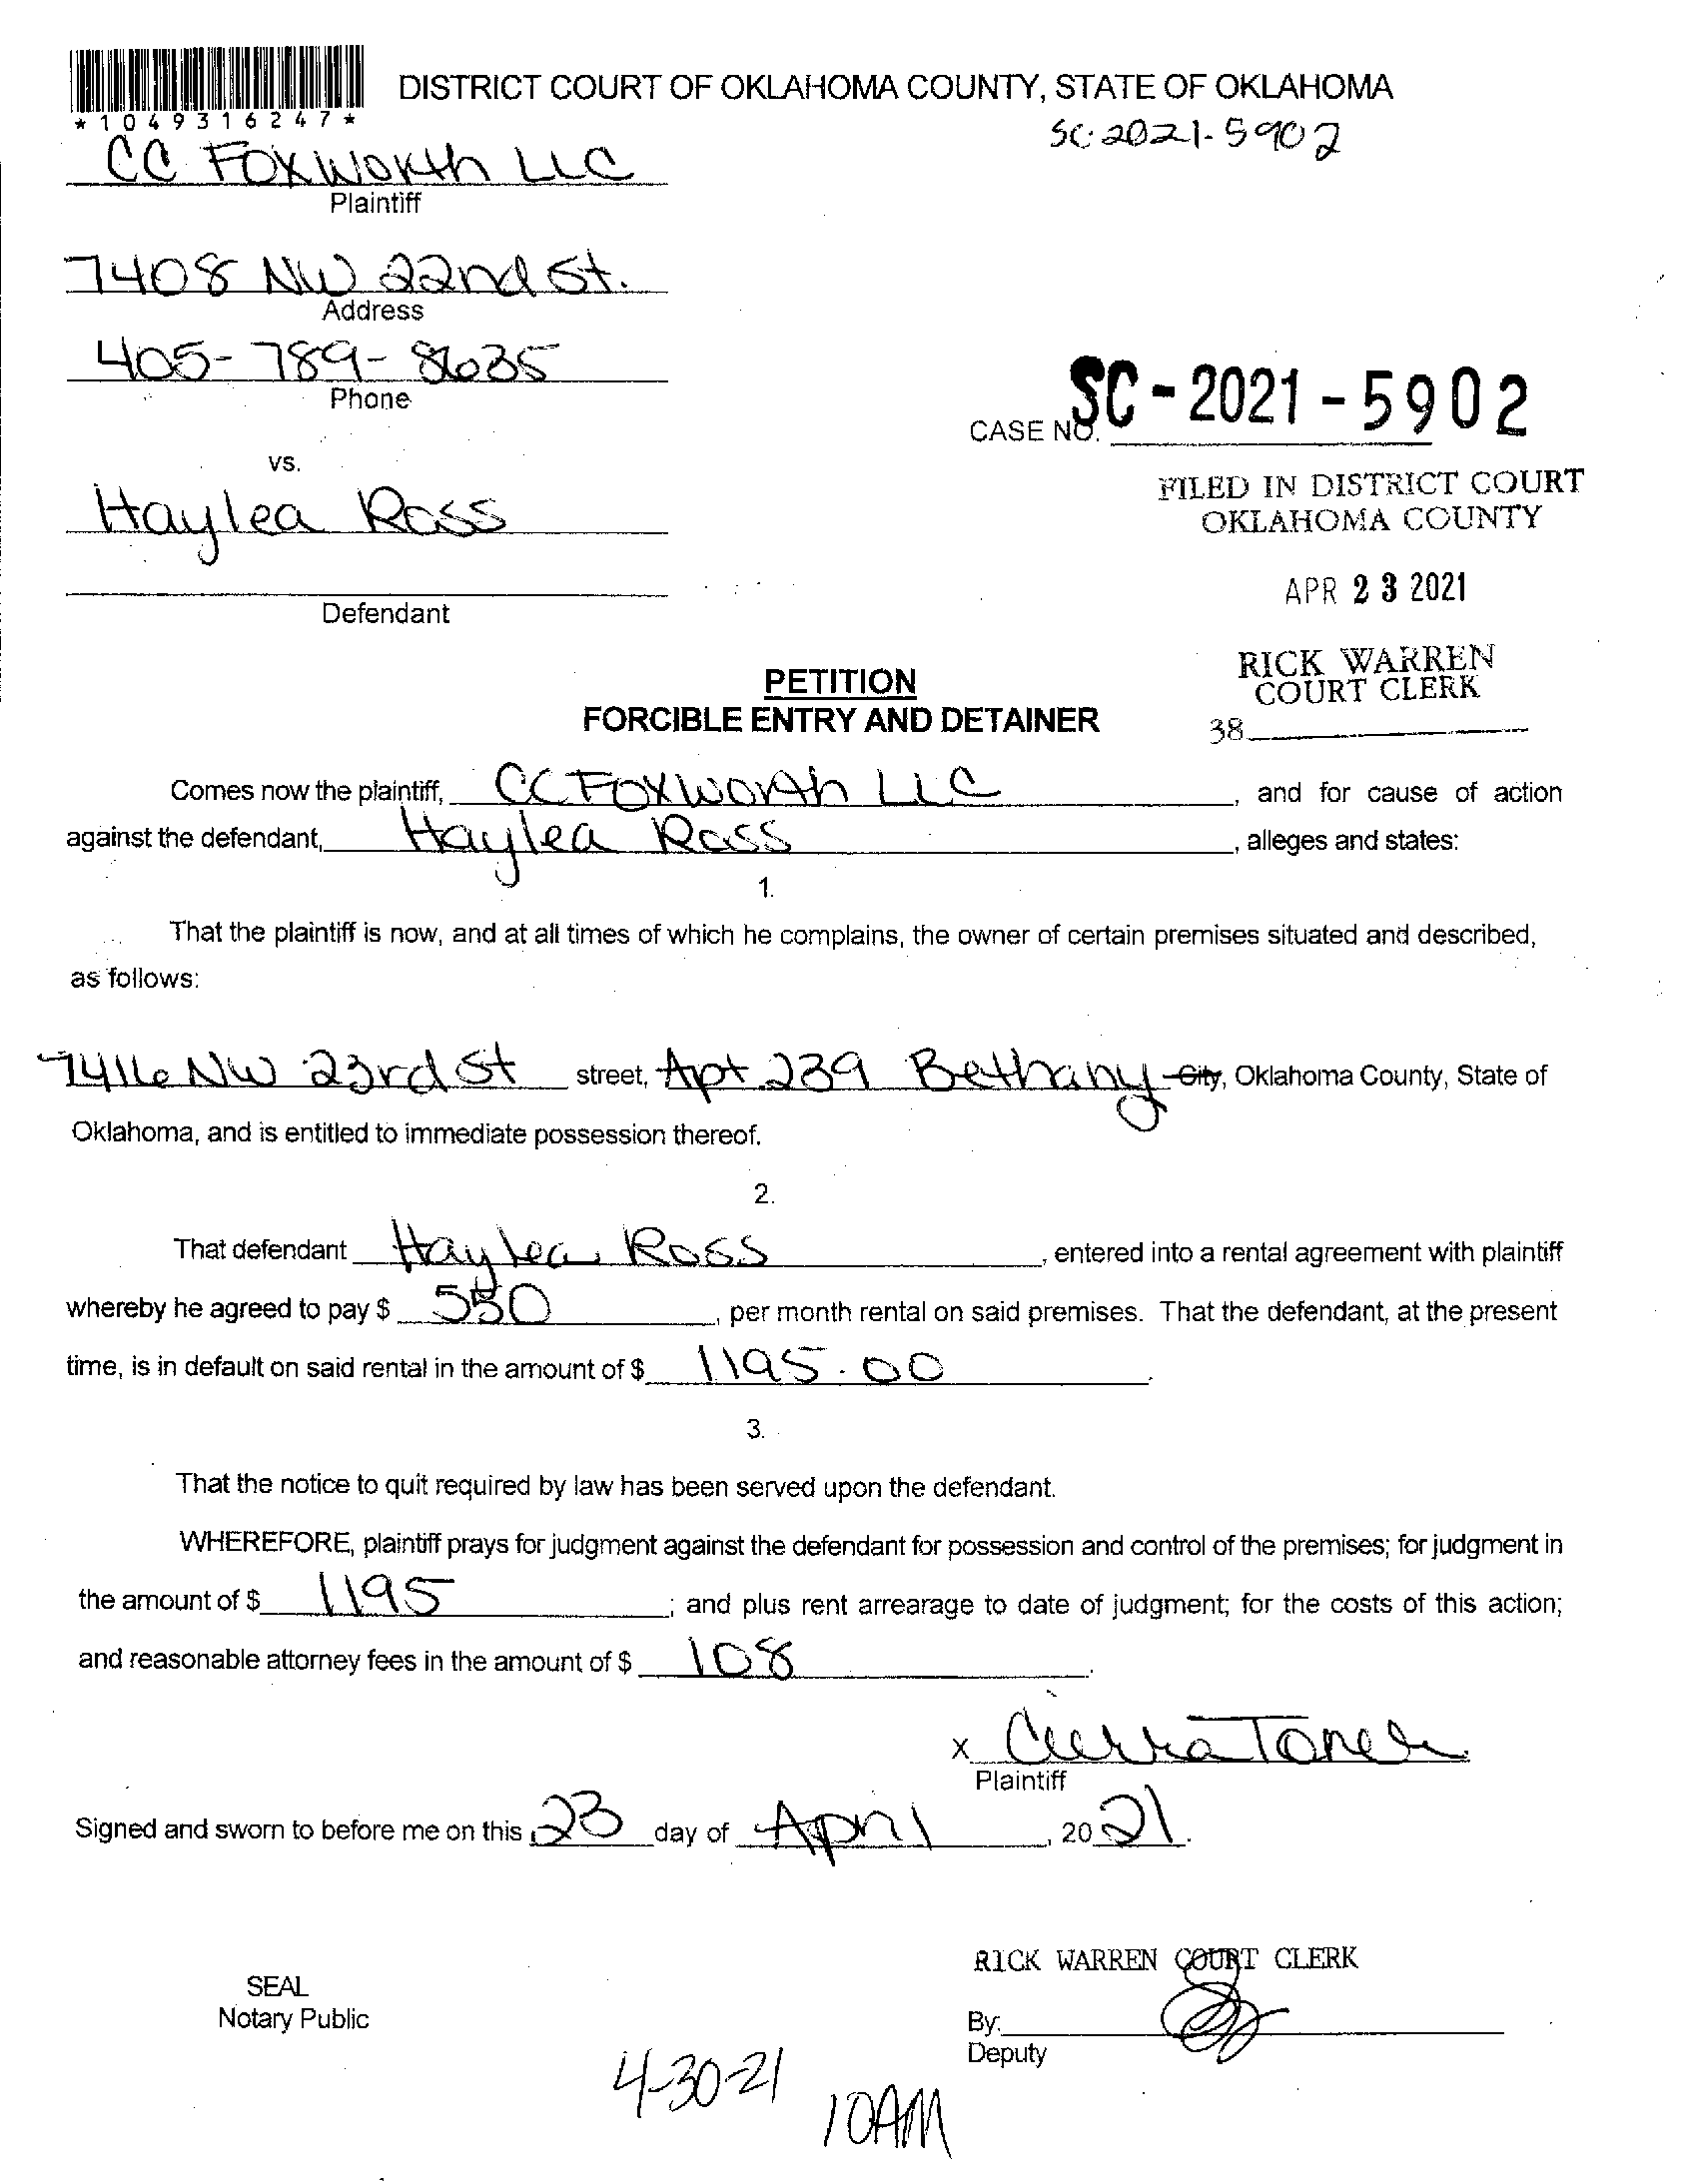 DISTRICT COURT OF OKLAHOMA COUNTY, STATE OF OKLAHOMA
*1049316247*
SC-2021-5902
CC Foxworth LLC
Plaintiff
7408 NW 22nd St.
Address
405-789-8635
Phone
SC-2021-5902
CASE NO.
vs.
FILED IN DISTRICT COURT
OKLAHOMA COUNTY
Haylea Ross
APR 23 2021
Defendant
RICK WARREN
COURT CLERK
38
PETITION
FORCIBLE ENTRY AND DETAINER
Comes now the plaintiff, CC Foxworth LLC, and for cause of action
against the defendant, Haylea Ross, alleges and states:
1.
That the plaintiff is now, and at all times of which he complains, the owner of certain premises situated and described,
as follows:
7416 NW 23rd St street, Apt 239 Bethany City, Oklahoma County, State of
Oklahoma, and is entitled to immediate possession thereof.
2.
That defendant Haylea Ross, entered into a rental agreement with plaintiff
whereby he agreed to pay $ 550, per month rental on said premises. That the defendant, at the present
time, is in default on said rental in the amount of $ 1195.00.
3.
That the notice to quit required by law has been served upon the defendant.
WHEREFORE, plaintiff prays for judgment against the defendant for possession and control of the premises; for judgment in
the amount of $ 1195; and plus rent arrearage to date of judgment; for the costs of this action;
and reasonable attorney fees in the amount of $ 108.
x Cierra Toner
Plaintiff
Signed and sworn to before me on this 23 day of April, 2021.
RICK WARREN COURT CLERK
SEAL
Notary Public
By:
Deputy
4-30-21
10AM